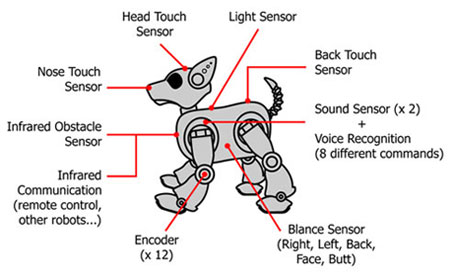 Head Touch
Sensor
Light Sensor
Nose Touch
Sensor
Back Touch
Sensor
Infrared Obstacle
Sensor
Sound Sensor (x 2)
+
Voice Recognition
(8 different commands)
Infrared
Communication
(remote control,
other robots...)
Encoder
(x 12)
Blance Sensor
(Right, Left, Back,
Face, Butt)